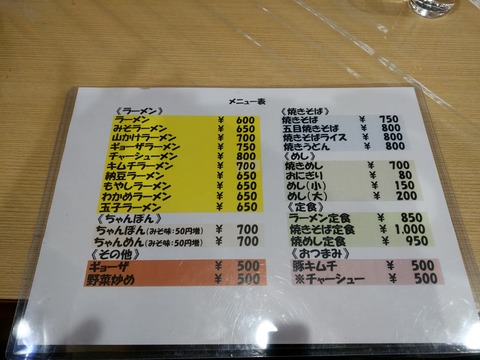 メニュー表
《ラーメン》
ラーメン ¥ 600
みそラーメン ¥ 650
山かけラーメン ¥ 700
ギョーザラーメン ¥ 750
チャーシューメン ¥ 800
キムチラーメン ¥ 700
納豆ラーメン ¥ 650
もやしラーメン ¥ 650
わかめラーメン ¥ 650
玉子ラーメン ¥ 650
《ちゃんぽん》
ちゃんぽん(みそ味:50円増) ¥ 700
ちゃんめん(みそ味:50円増) ¥ 700
《その他》
ギョーザ ¥ 500
野菜炒め ¥ 500
《焼きそば》
焼きそば ¥ 750
五目焼きそば ¥ 800
焼きそばライス ¥ 800
焼きうどん ¥ 800
《めし》
焼きめし ¥ 700
おにぎり ¥ 80
めし(小) ¥ 150
めし(大) ¥ 200
《定食》
ラーメン定食 ¥ 850
焼きそば定食 ¥ 1,000
焼めし定食 ¥ 950
《おつまみ》
豚キムチ ¥ 500
※チャーシュー ¥ 500